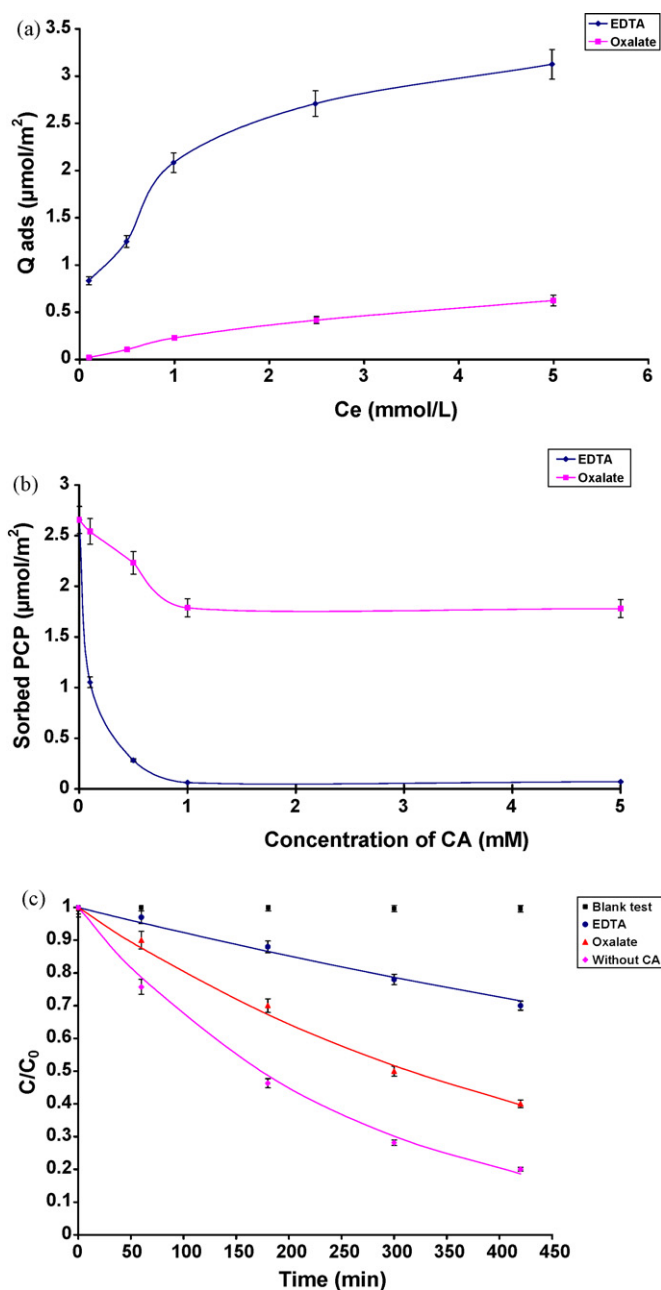 (a)
EDTA
Oxalate
3.5
3
2.5
2
1.5
1
0.5
0
Q ads (µmol/m²)
0 1 2 3 4 5 6
Ce (mmol/L)
(b)
EDTA
Oxalate
3
2.5
2
1.5
1
0.5
0
Sorbed PCP (µmol/m²)
0 1 2 3 4 5
Concentration of CA (mM)
(c)
Blank test
EDTA
Oxalate
Without CA
1
0.9
0.8
0.7
0.6
0.5
0.4
0.3
0.2
0.1
0
C/C₀
0 50 100 150 200 250 300 350 400 450
Time (min)